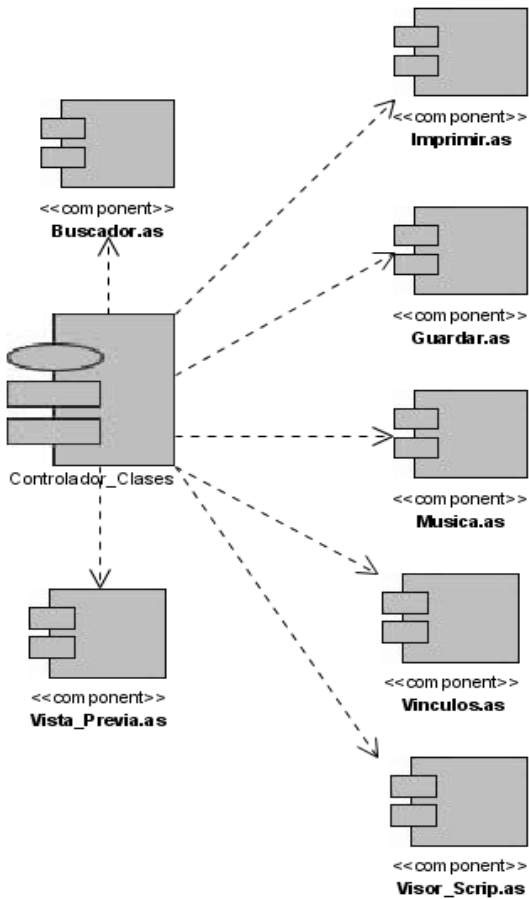 <<component>>
Imprimir.as
<<component>>
Buscador.as
<<component>>
Guardar.as
Controlador_Clases
<<component>>
Musica.as
<<component>>
Vista_Previa.as
<<component>>
Vinculos.as
<<component>>
Visor_Scrip.as